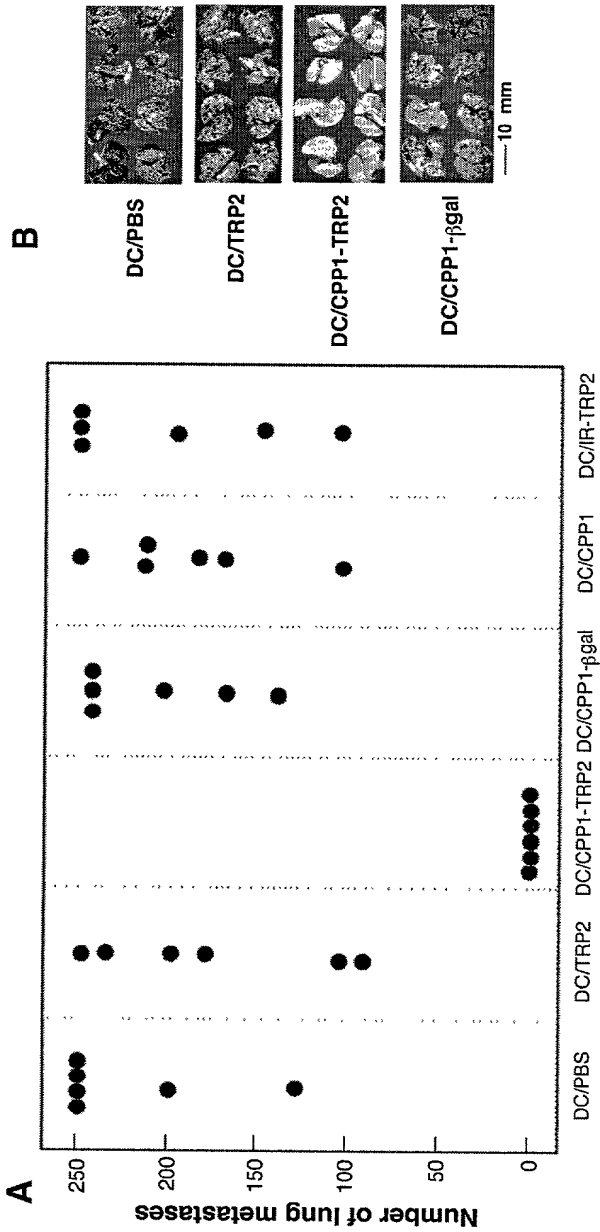 A
Number of lung metastases
250
200
150
100
50
0
DC/PBS
DC/TRP2
DC/CPP1-TRP2
DC/CPP1-βgal
DC/CPP1
DC/IR-TRP2
B
DC/PBS
DC/TRP2
DC/CPP1-TRP2
DC/CPP1-βgal
10 mm